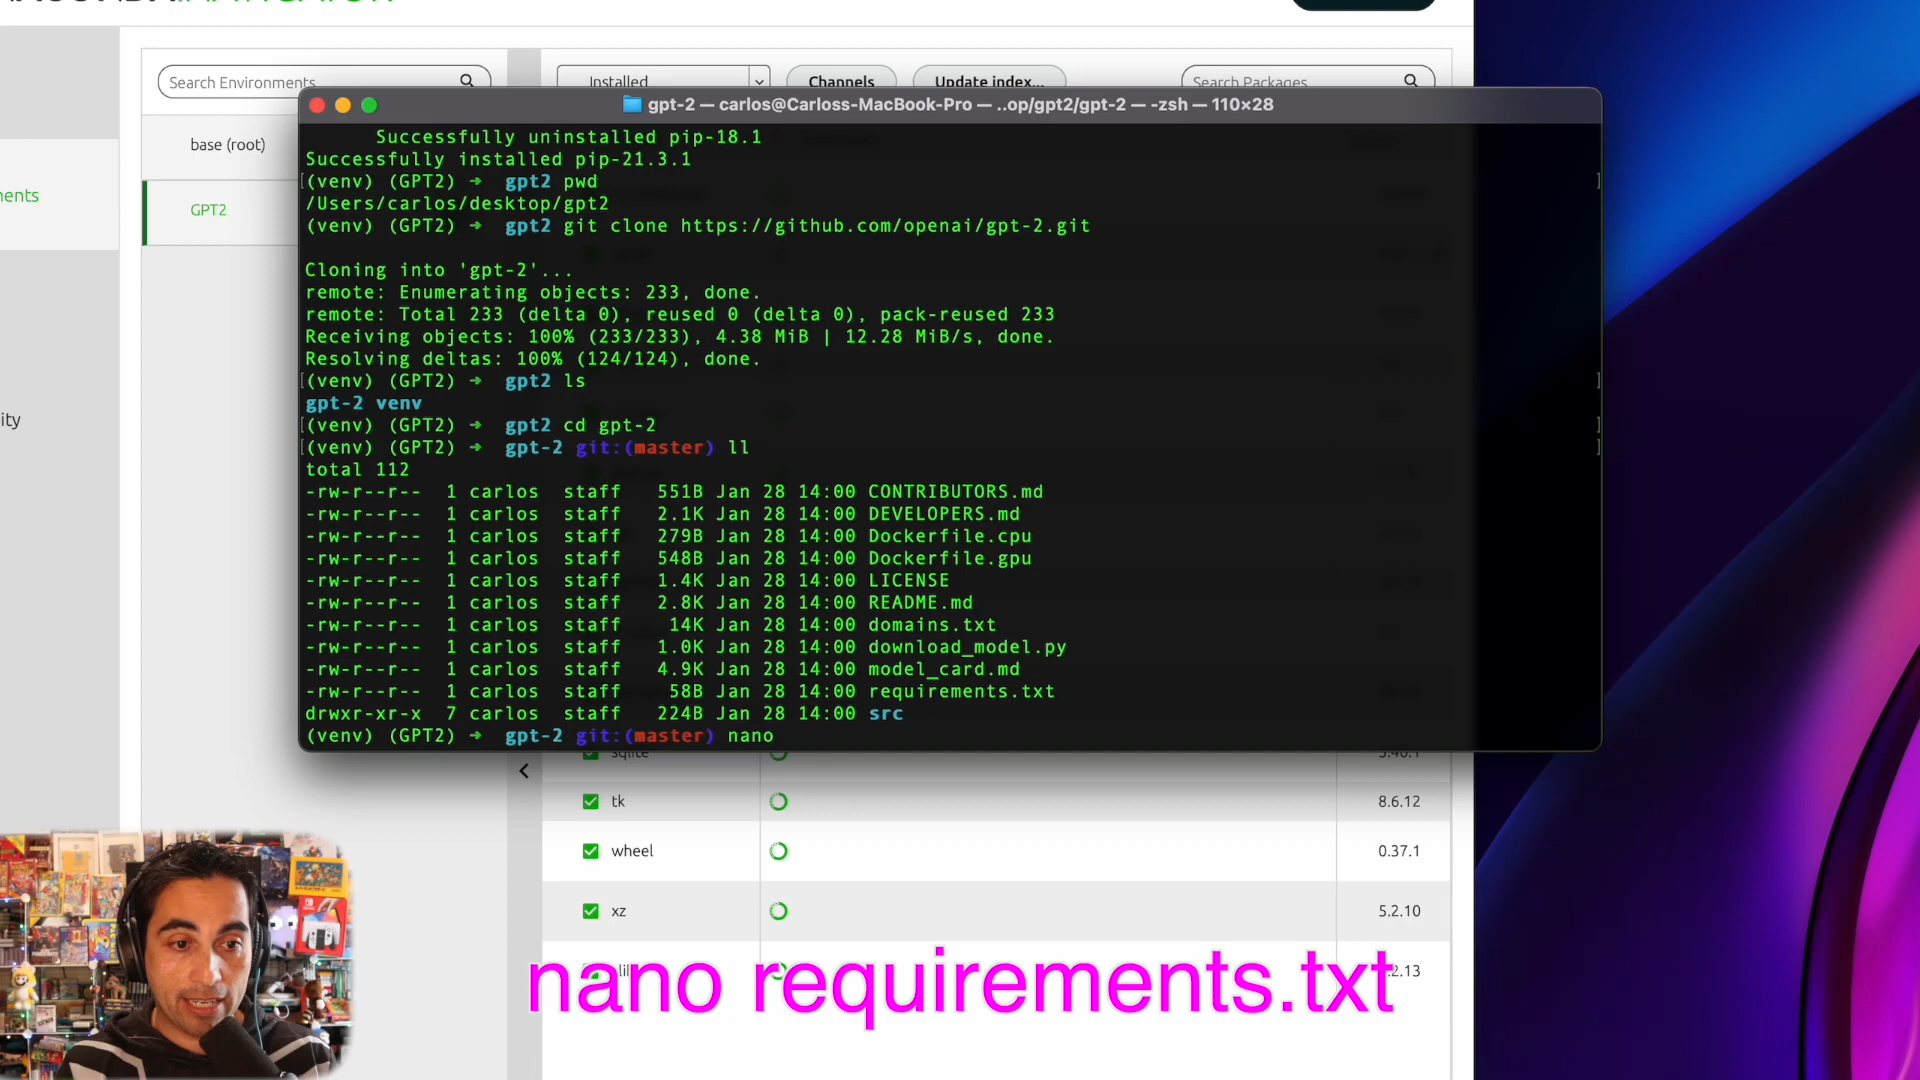 Search Environments
Installed
Channels
Update index...
Search Packages
base (root)
GPT2
ents
ity
gpt-2 — carlos@Carloss-MacBook-Pro — ..op/gpt2/gpt-2 — -zsh — 110×28
Successfully uninstalled pip-18.1
Successfully installed pip-21.3.1
[(venv) (GPT2) → gpt2 pwd ]
/Users/carlos/desktop/gpt2
(venv) (GPT2) → gpt2 git clone https://github.com/openai/gpt-2.git
Cloning into 'gpt-2'...
remote: Enumerating objects: 233, done.
remote: Total 233 (delta 0), reused 0 (delta 0), pack-reused 233
Receiving objects: 100% (233/233), 4.38 MiB | 12.28 MiB/s, done.
Resolving deltas: 100% (124/124), done.
[(venv) (GPT2) → gpt2 ls ]
gpt-2 venv
[(venv) (GPT2) → gpt2 cd gpt-2 ]
[(venv) (GPT2) → gpt-2 git:(master) ll ]
total 112
-rw-r--r-- 1 carlos staff 551B Jan 28 14:00 CONTRIBUTORS.md
-rw-r--r-- 1 carlos staff 2.1K Jan 28 14:00 DEVELOPERS.md
-rw-r--r-- 1 carlos staff 279B Jan 28 14:00 Dockerfile.cpu
-rw-r--r-- 1 carlos staff 548B Jan 28 14:00 Dockerfile.gpu
-rw-r--r-- 1 carlos staff 1.4K Jan 28 14:00 LICENSE
-rw-r--r-- 1 carlos staff 2.8K Jan 28 14:00 README.md
-rw-r--r-- 1 carlos staff 14K Jan 28 14:00 domains.txt
-rw-r--r-- 1 carlos staff 1.0K Jan 28 14:00 download_model.py
-rw-r--r-- 1 carlos staff 4.9K Jan 28 14:00 model_card.md
-rw-r--r-- 1 carlos staff 58B Jan 28 14:00 requirements.txt
drwxr-xr-x 7 carlos staff 224B Jan 28 14:00 src
(venv) (GPT2) → gpt-2 git:(master) nano
sqlite
tk 8.6.12
wheel 0.37.1
xz 5.2.10
2.13
nano requirements.txt